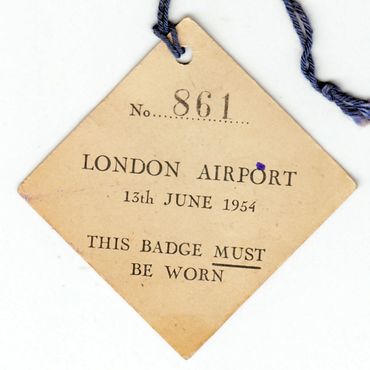 No. 861
LONDON AIRPORT
13th JUNE 1954
THIS BADGE MUST
BE WORN